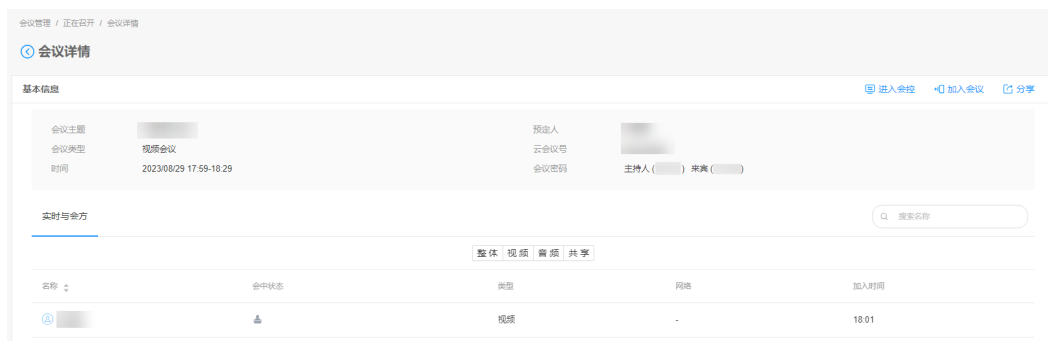 会议管理 / 正在召开 / 会议详情
会议详情
基本信息 进入会控 加入会议 分享
会议主题 预定人
会议类型 视频会议 云会议号
时间 2023/08/29 17:59-18:29 会议密码 主持人 ( ) 来宾 ( )
实时与会方 搜索名称
整体 视频 音频 共享
名称 会中状态 类型 网络 加入时间
视频 - 18:01